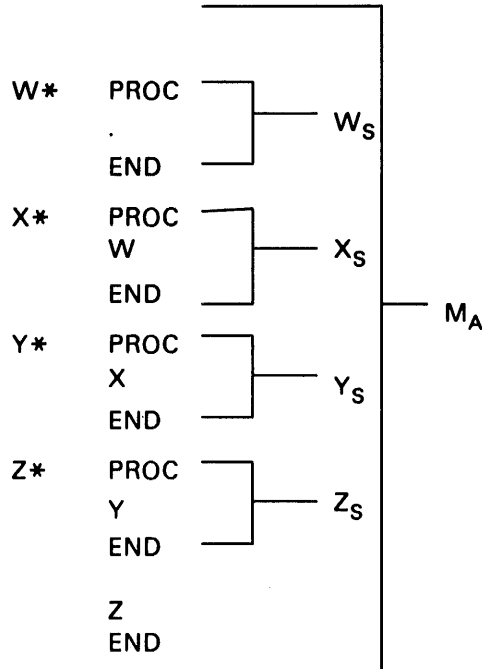 W* PROC
. W_S
END
X* PROC
W X_S
END
M_A
Y* PROC
X Y_S
END
Z* PROC
Y Z_S
END
Z
END